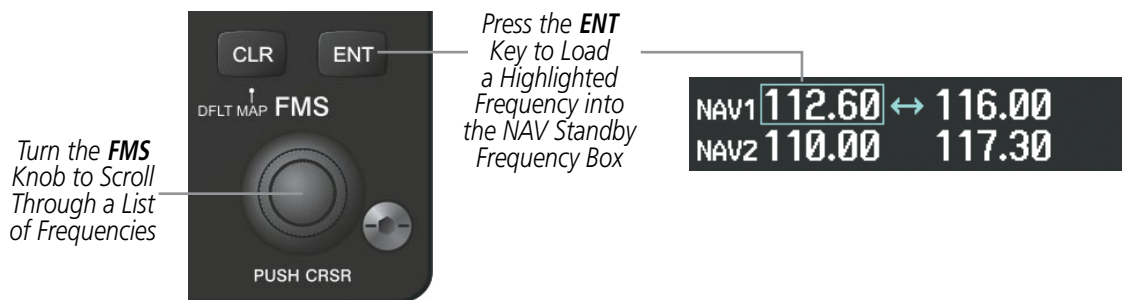 Turn the FMS
Knob to Scroll
Through a List
of Frequencies
CLR
ENT
DFLT MAP FMS
PUSH CRSR
Press the ENT
Key to Load
a Highlighted
Frequency into
the NAV Standby
Frequency Box
NAV1 112.60 ↔ 116.00
NAV2 110.00 117.30